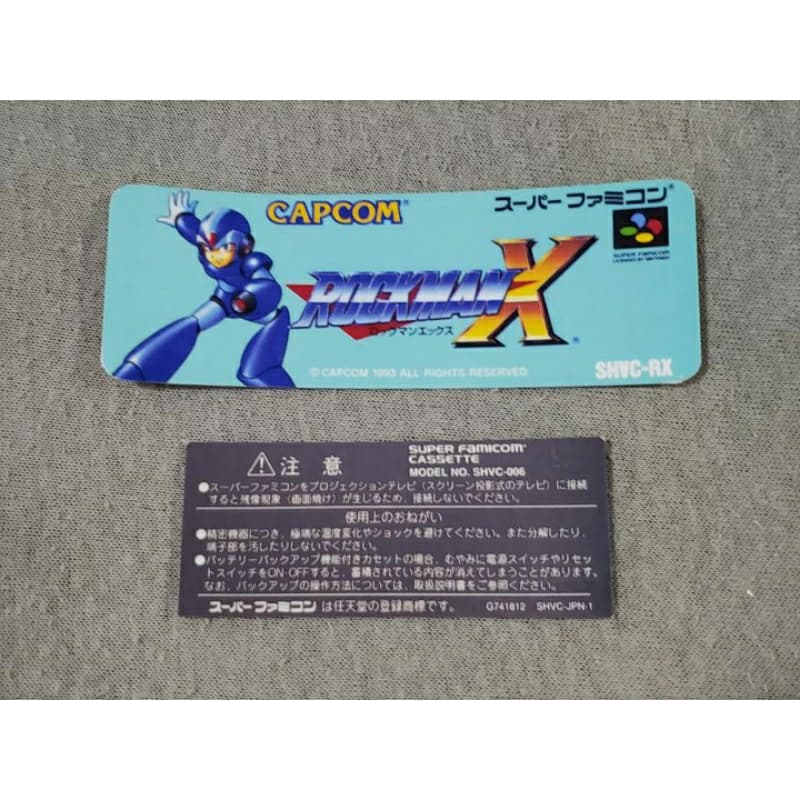 CAPCOM®
スーパーファミコン®
SUPER FAMICOM
LICENSED BY NINTENDO
ROCKMAN X
ロックマンエックス
®
©CAPCOM 1993 ALL RIGHTS RESERVED
SHVC-RX
SUPER FAMICOM
CASSETTE
⚠注意
MODEL NO. SHVC-006
●スーパーファミコンをプロジェクションテレビ(スクリーン投影式のテレビ)に接続
すると残像現象(画面焼け)が生じるため、接続しないでください。
使用上のおねがい
●精密機器につき、極端な温度変化やショックを避けてください。また分解したり、
端子部を汚したりしないでください。
●バッテリーバックアップ機能付きカセットの場合、むやみに電源スイッチやリセッ
トスイッチをON·OFFすると、蓄積されている内容が消えてしまうことがあります。
なお、バックアップの操作方法については、取扱説明書をご参照ください。
スーパーファミコンは任天堂の登録商標です。 G741812 SHVC-JPN-1